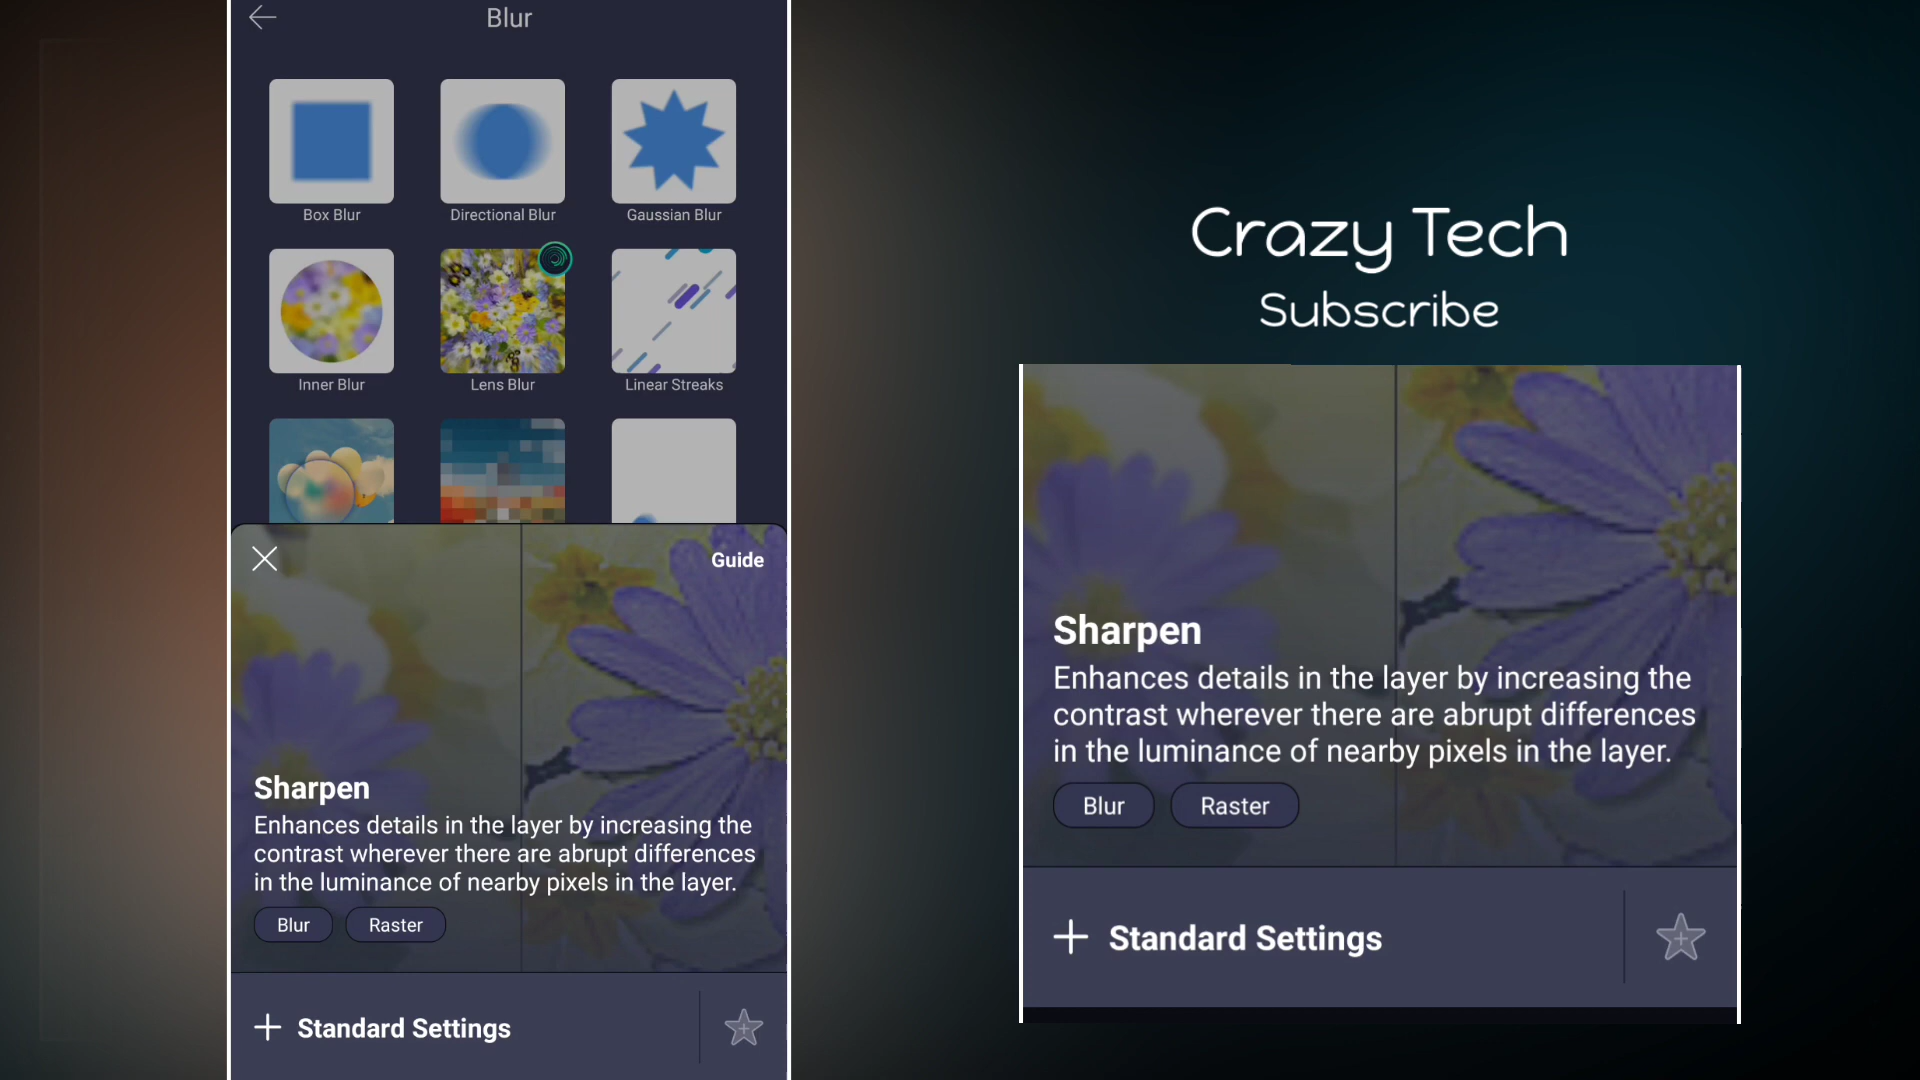 Blur
Box Blur
Directional Blur
Gaussian Blur
Inner Blur
Lens Blur
Linear Streaks
Guide
Sharpen
Enhances details in the layer by increasing the
contrast wherever there are abrupt differences
in the luminance of nearby pixels in the layer.
Blur
Raster
Standard Settings
Crazy Tech
Subscribe
Sharpen
Enhances details in the layer by increasing the
contrast wherever there are abrupt differences
in the luminance of nearby pixels in the layer.
Blur
Raster
Standard Settings